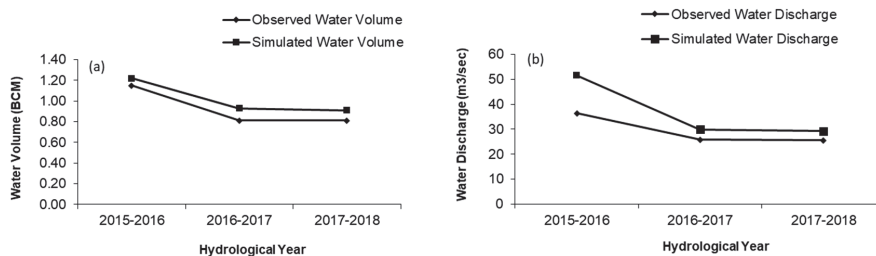 Observed Water Volume
Simulated Water Volume
(a)
1.40
1.20
1.00
0.80
0.60
0.40
0.20
0.00
Water Volume (BCM)
2015-2016 2016-2017 2017-2018
Hydrological Year
Observed Water Discharge
Simulated Water Discharge
(b)
60
50
40
30
20
10
0
Water Discharge (m3/sec)
2015-2016 2016-2017 2017-2018
Hydrological Year